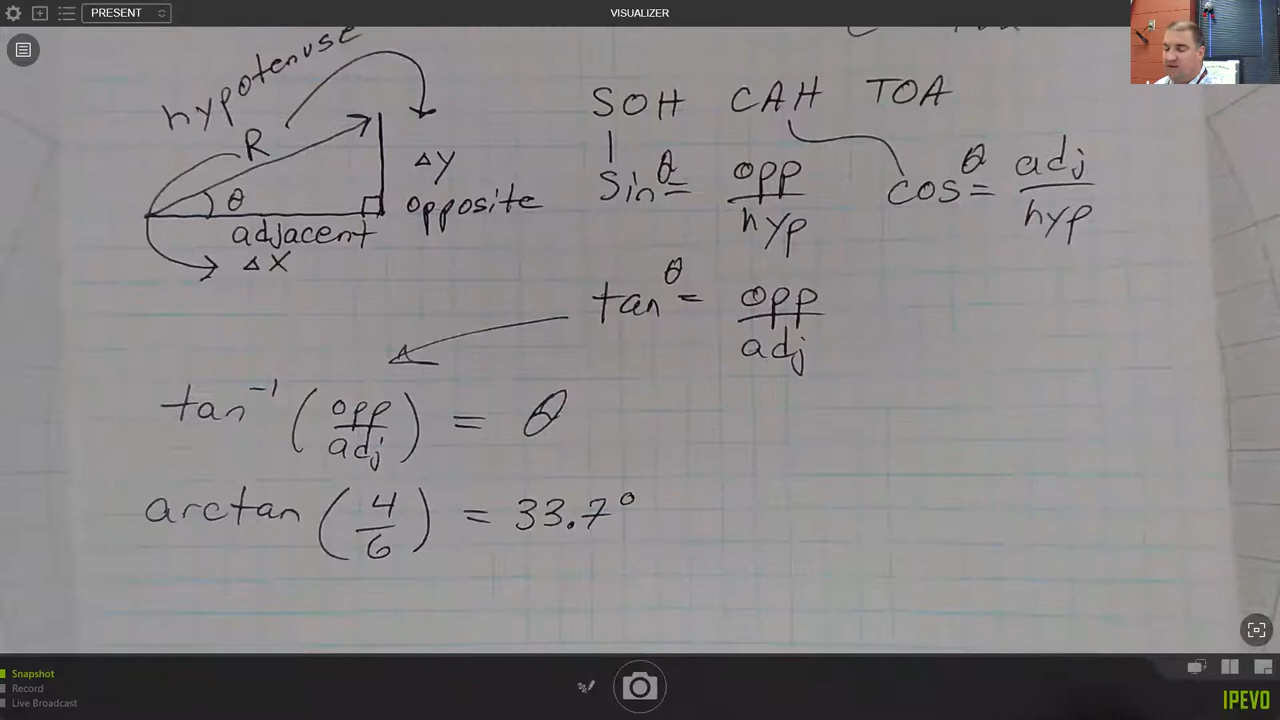 PRESENT
VISUALIZER
hypotenuse
R
θ
ΔY
opposite
adjacent
ΔX
SOH CAH TOA
Sin θ = opp/hyp
cos θ = adj/hyp
tan θ = opp/adj
tan⁻¹ (opp/adj) = θ
arctan (4/6) = 33.7°
Snapshot
Record
Live Broadcast
IPEVO